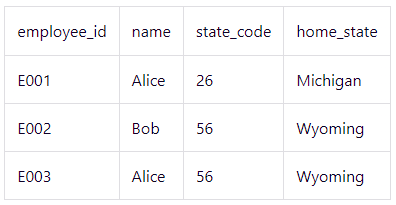 employee_id name state_code home_state
E001 Alice 26 Michigan
E002 Bob 56 Wyoming
E003 Alice 56 Wyoming